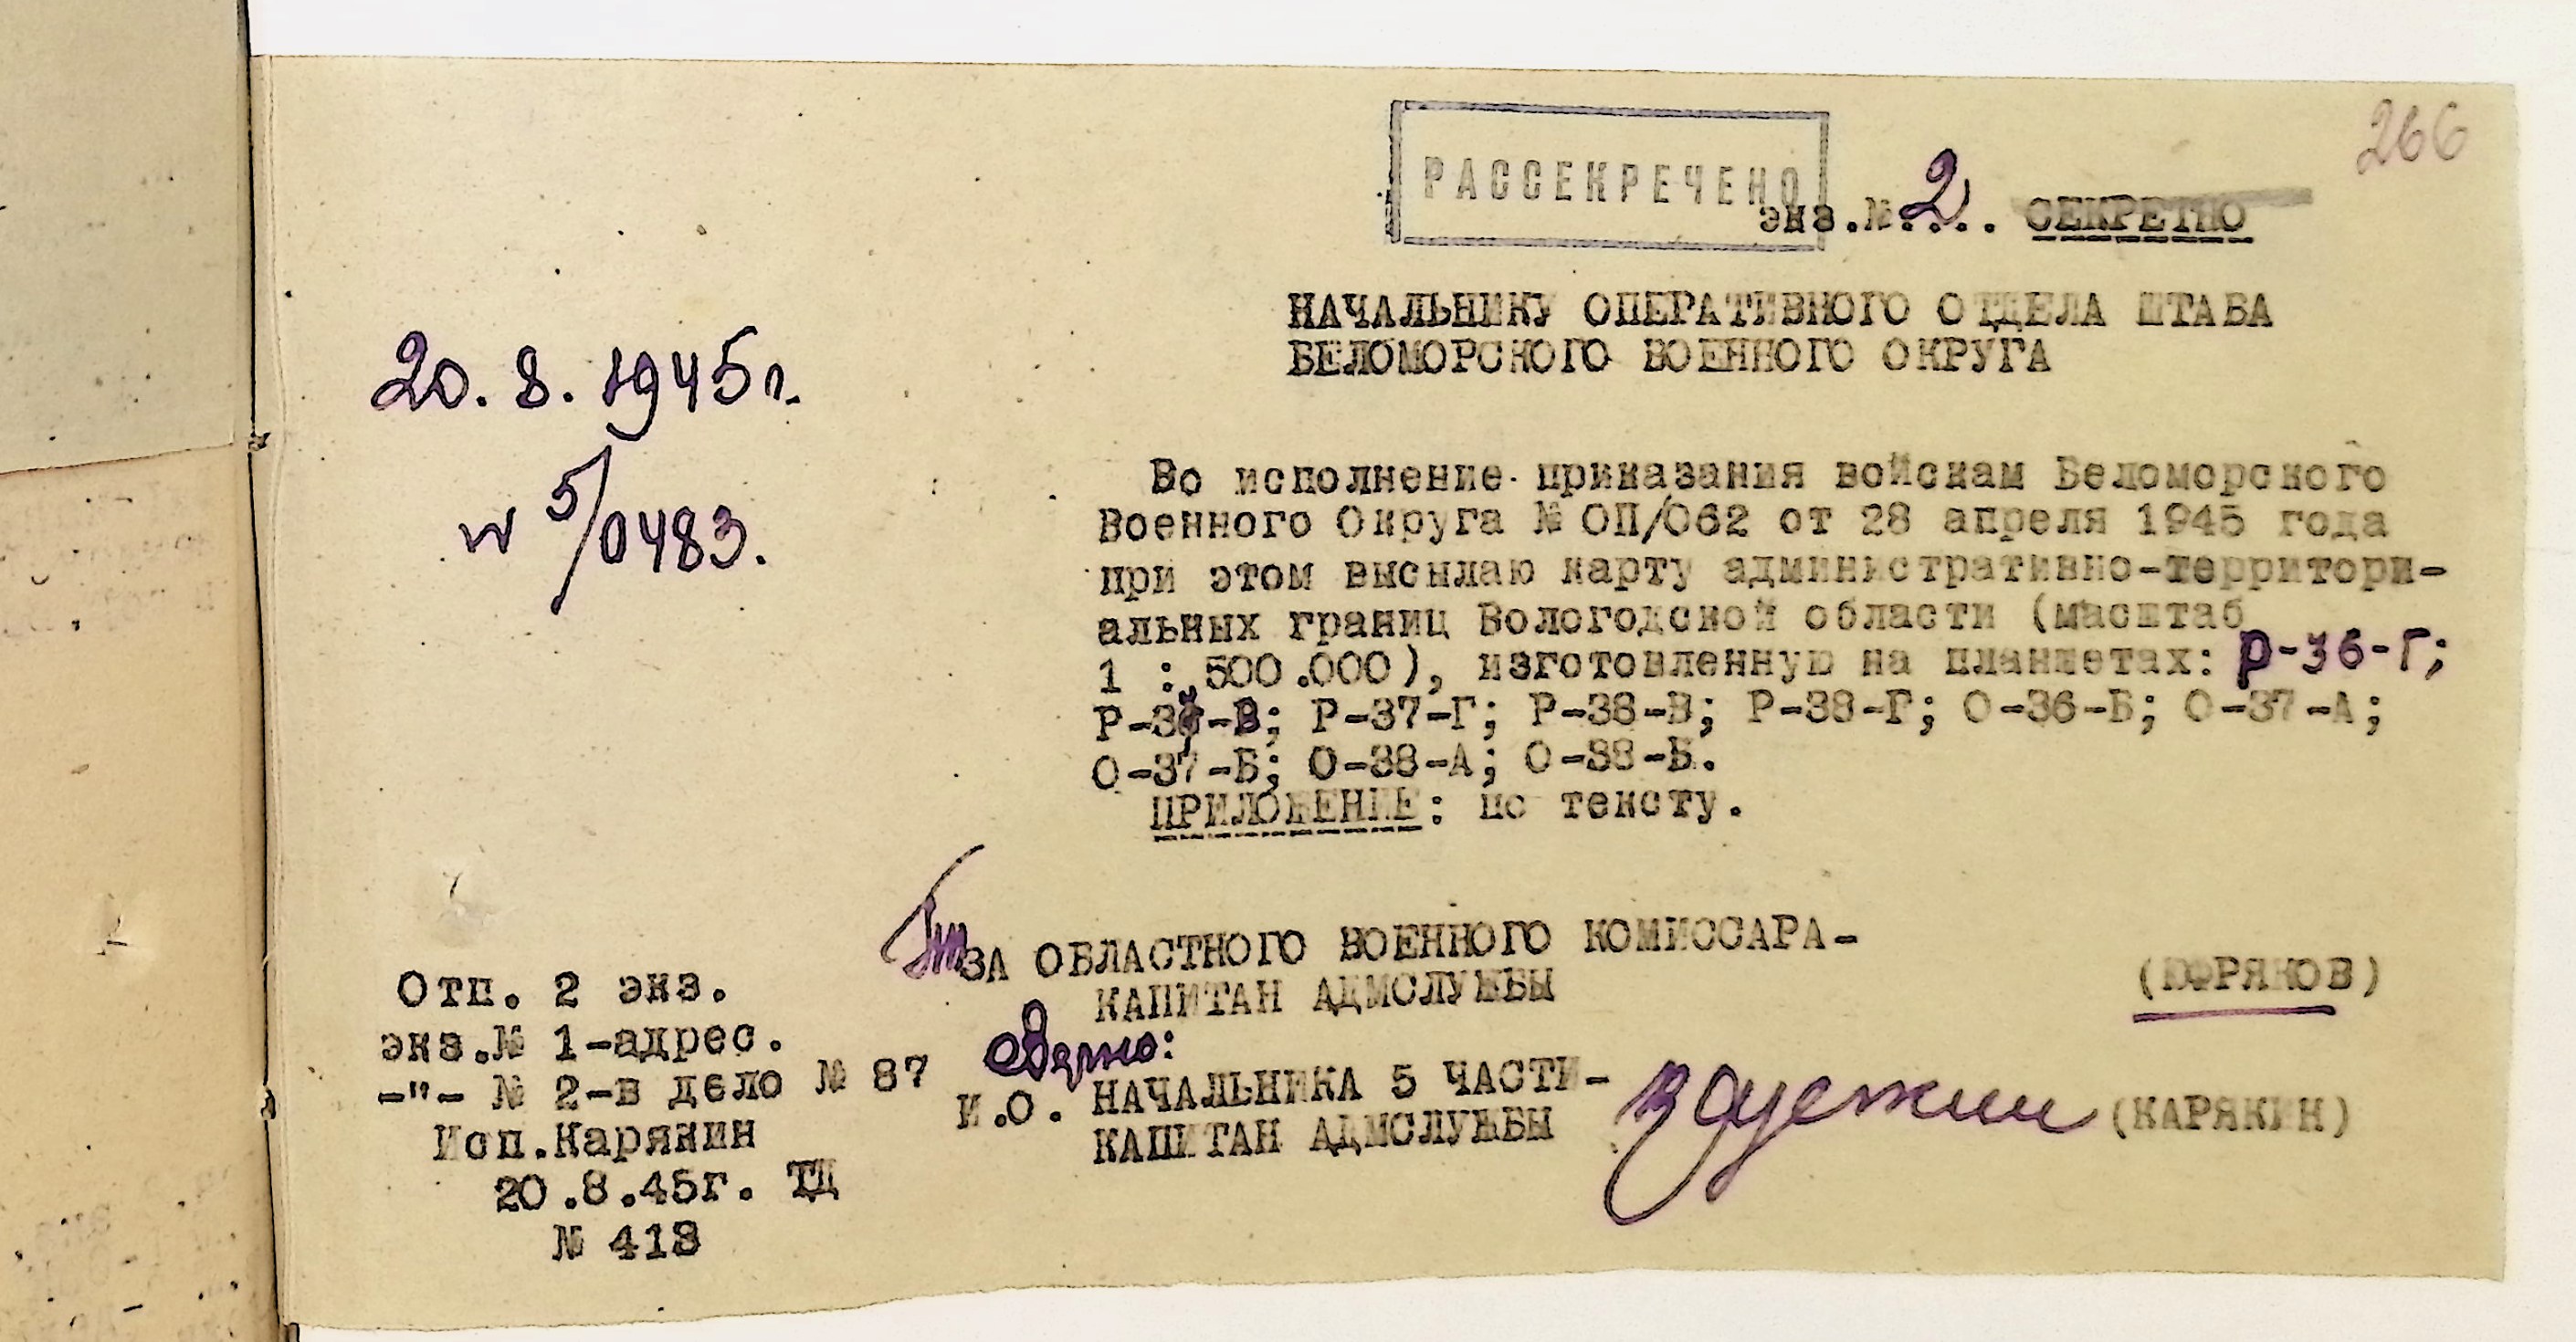 266
РАССЕКРЕЧЕНО
экз.№ 2... СЕКРЕТНО
НАЧАЛЬНИКУ ОПЕРАТИВНОГО ОТДЕЛА ШТАБА
БЕЛОМОРСКОГО ВОЕННОГО ОКРУГА
20. 8. 1945 г.
№ 5/0483.
Во исполнение приказания войскам Беломорского
Военного Округа № ОП/062 от 28 апреля 1945 года
при этом высылаю карту административно-территори-
альных границ Вологодской области (масштаб
1 : 500.000), изготовленную на планшетах: Р-36-Г;
Р-37-В; Р-37-Г; Р-38-В; Р-38-Г; О-36-Б; О-37-А;
О-37-Б; О-38-А; О-38-Б.
ПРИЛОЖЕНИЕ: по тексту.
ЗА ОБЛАСТНОГО ВОЕННОГО КОМИССАРА-
КАПИТАН АДМСЛУЖБЫ (ЮФРЯКОВ)
Верно:
И.О. НАЧАЛЬНИКА 5 ЧАСТИ-
КАПИТАН АДМСЛУЖБЫ (КАРЯКИН)
Отп. 2 экз.
экз.№ 1-адрес.
-"- № 2-в дело № 87
Исп.Карякин
20.8.45г. ТД
№ 418